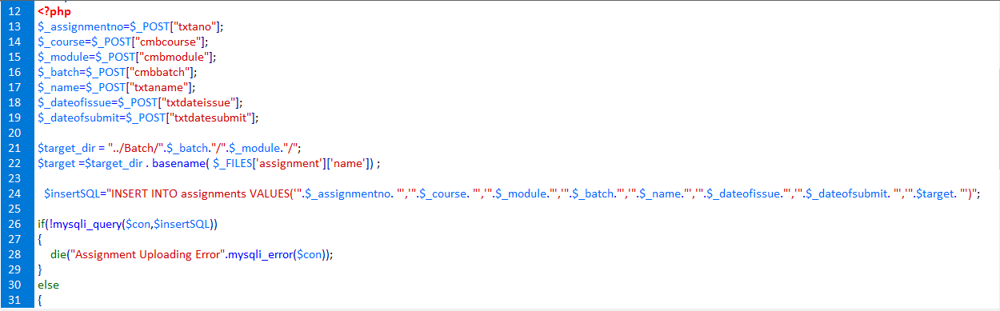 12 <?php
13 $_assignmentno=$_POST["txtano"];
14 $_course=$_POST["cmbcourse"];
15 $_module=$_POST["cmbmodule"];
16 $_batch=$_POST["cmbbatch"];
17 $_name=$_POST["txtaname"];
18 $_dateofissue=$_POST["txtdateissue"];
19 $_dateofsubmit=$_POST["txtdatesubmit"];
20
21 $target_dir = "../Batch/".$_batch."/".$_module."/";
22 $target =$target_dir . basename( $_FILES['assignment']['name']) ;
23
24 $insertSQL="INSERT INTO assignments VALUES('".$_assignmentno. "','".$_course. "','".$_module."','".$_batch."','".$_name."','".$_dateofissue."','".$_dateofsubmit. "','".$target. "')";
25
26 if(!mysqli_query($con,$insertSQL))
27 {
28 die("Assignment Uploading Error".mysqli_error($con));
29 }
30 else
31 {